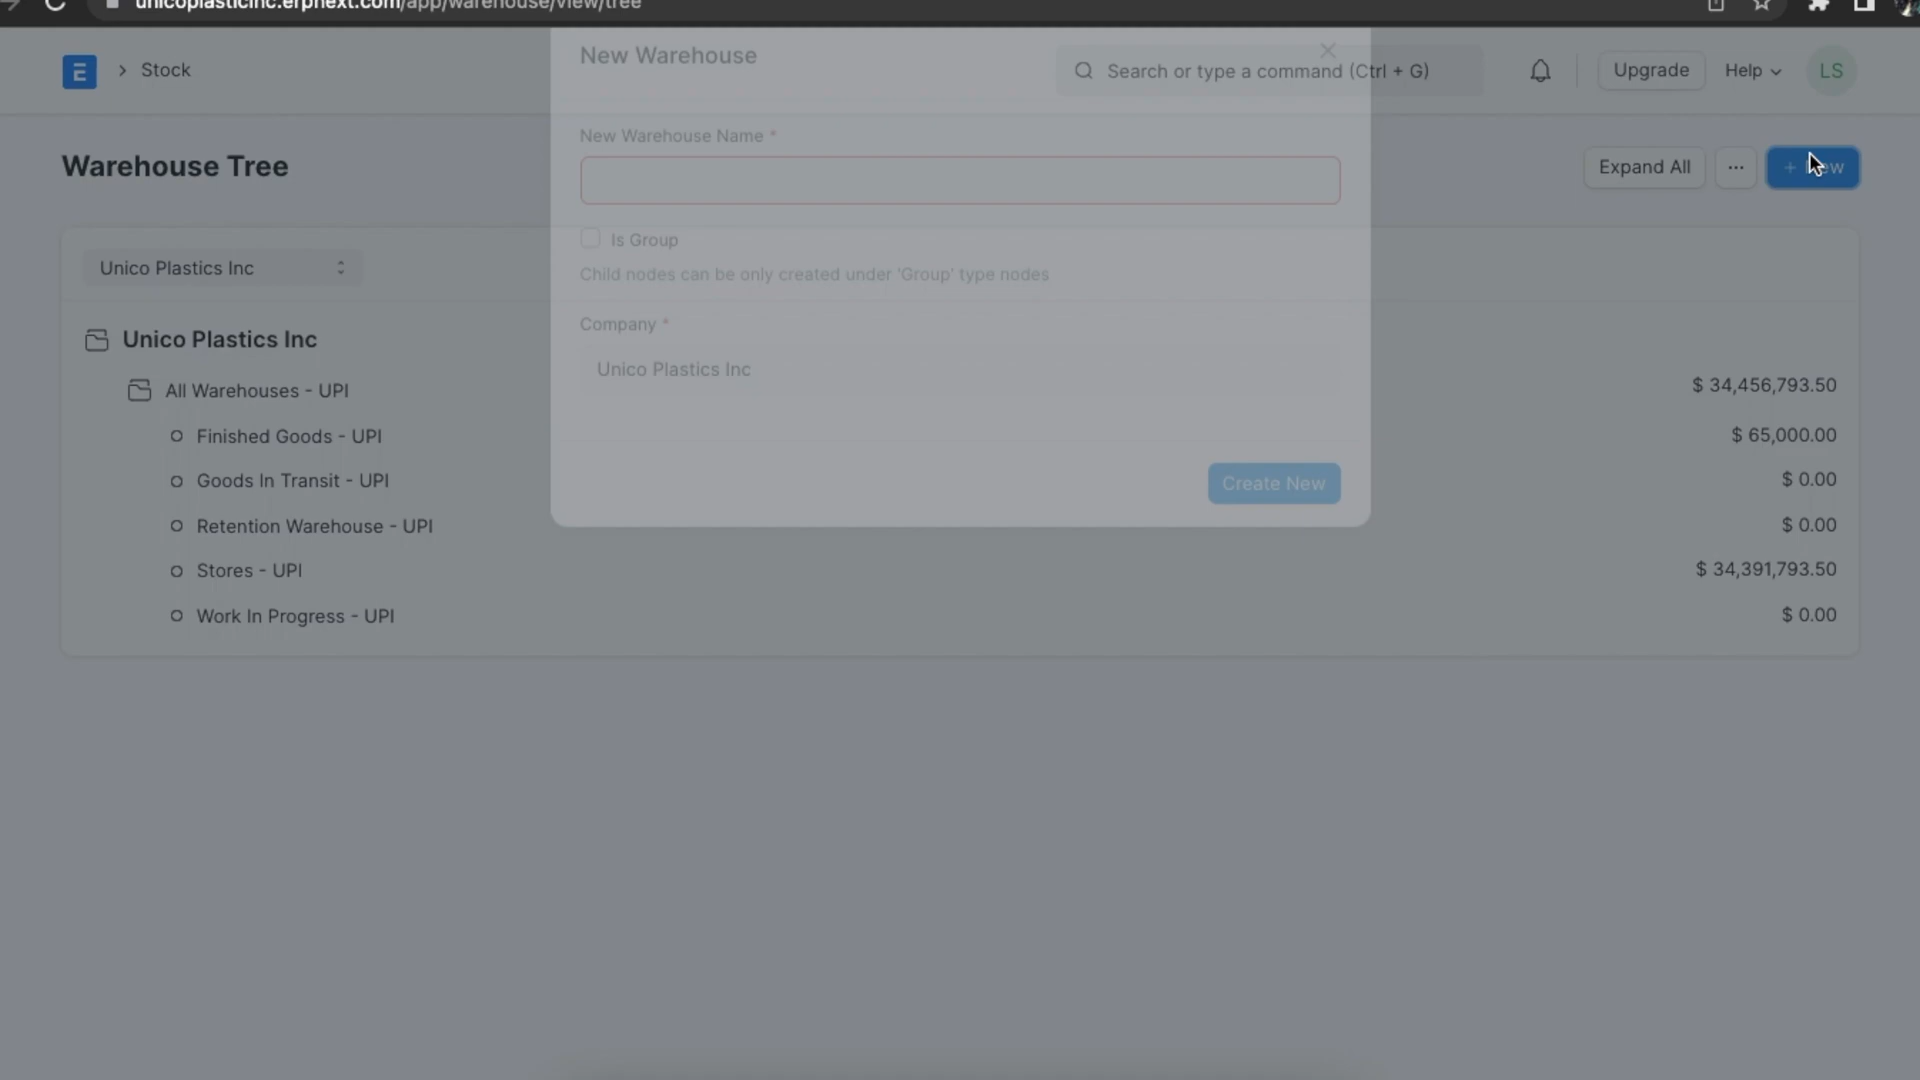 unicoplasticinc.erpnext.com/app/warehouse/view/tree
E > Stock
Search or type a command (Ctrl + G)
Upgrade
Help
LS
New Warehouse
New Warehouse Name *
Is Group
Child nodes can be only created under 'Group' type nodes
Company *
Unico Plastics Inc
Create New
Warehouse Tree
Expand All
...
+ New
Unico Plastics Inc
Unico Plastics Inc
All Warehouses - UPI $ 34,456,793.50
Finished Goods - UPI $ 65,000.00
Goods In Transit - UPI $ 0.00
Retention Warehouse - UPI $ 0.00
Stores - UPI $ 34,391,793.50
Work In Progress - UPI $ 0.00